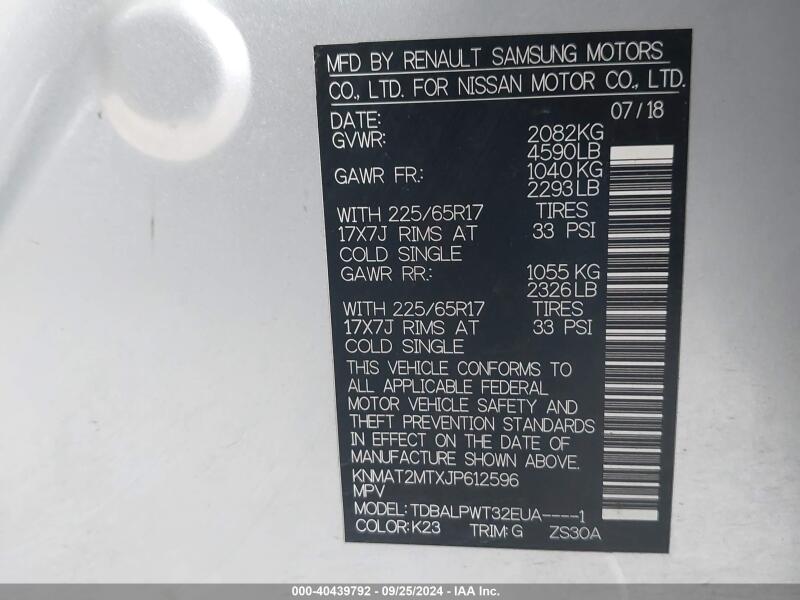 MFD BY RENAULT SAMSUNG MOTORS
CO., LTD. FOR NISSAN MOTOR CO., LTD.
DATE: 07/18
GVWR: 2082KG
4590LB
GAWR FR.: 1040 KG
2293 LB
WITH 225/65R17 TIRES
17X7J RIMS AT 33 PSI
COLD SINGLE
GAWR RR.: 1055 KG
2326 LB
WITH 225/65R17 TIRES
17X7J RIMS AT 33 PSI
COLD SINGLE
THIS VEHICLE CONFORMS TO
ALL APPLICABLE FEDERAL
MOTOR VEHICLE SAFETY AND
THEFT PREVENTION STANDARDS
IN EFFECT ON THE DATE OF
MANUFACTURE SHOWN ABOVE.
KNMAT2MTXJP612596
MPV
MODEL: TDBALPWT32EUA----1
COLOR: K23 TRIM: G ZS30A
000-40439792 / 09/25/2024 — IAA Inc.